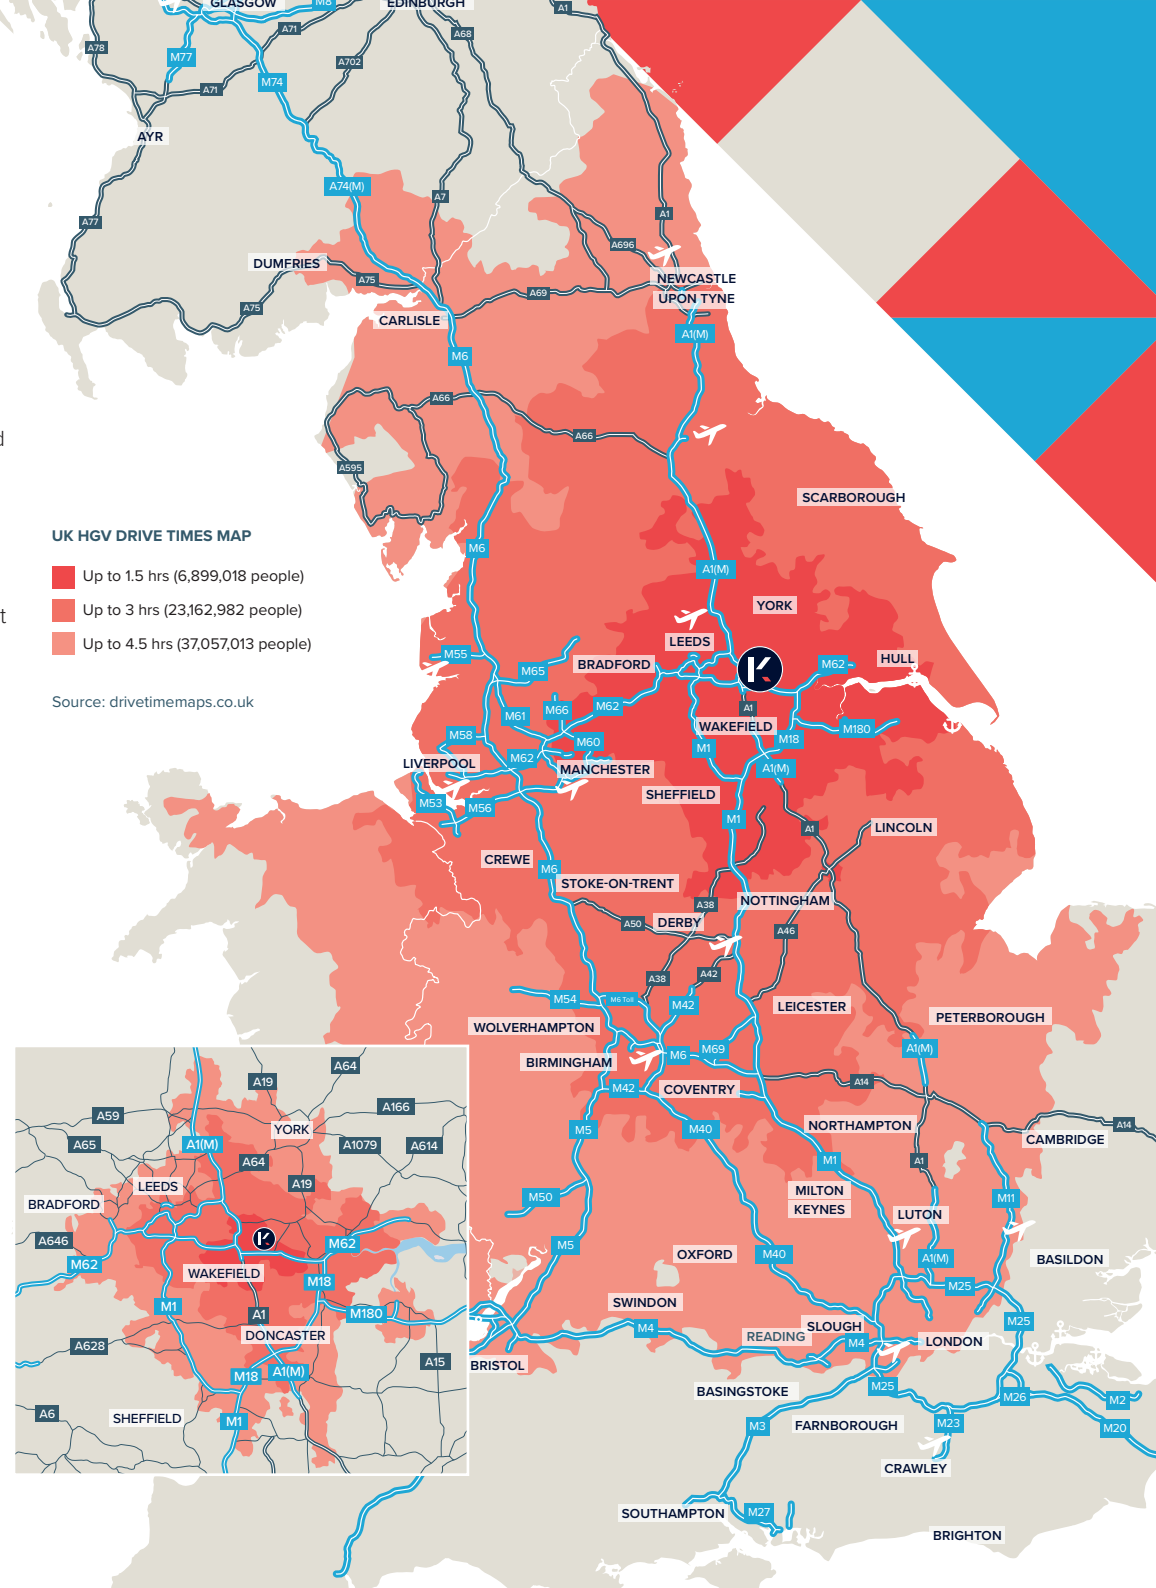 GLASGOW
M8
EDINBURGH
A1
A78
A71
A68
M77
A702
M74
A71
AYR
A74(M)
A7
A77
A1
A696
DUMFRIES
A75
NEWCASTLE
UPON TYNE
A69
A75
CARLISLE
A1(M)
M6
A66
A66
d
A595
SCARBOROUGH
UK HGV DRIVE TIMES MAP
M6
A1(M)
Up to 1.5 hrs (6,899,018 people)
Up to 3 hrs (23,162,982 people)
t
YORK
Up to 4.5 hrs (37,057,013 people)
LEEDS
M55
M65
BRADFORD
K
M62
HULL
Source: drivetimemaps.co.uk
M61
M66
M62
A1
WAKEFIELD
M180
M58
M60
M1
M18
LIVERPOOL
M62
MANCHESTER
A1(M)
M53
M56
SHEFFIELD
M1
A1
LINCOLN
CREWE
M6
STOKE-ON-TRENT
A38
NOTTINGHAM
A50
DERBY
A46
A38
A42
M54
M6 Toll
M42
LEICESTER
PETERBOROUGH
WOLVERHAMPTON
BIRMINGHAM
M6
M69
A1(M)
M42
COVENTRY
A14
M5
M40
NORTHAMPTON
A14
CAMBRIDGE
M1
A1
M50
MILTON
KEYNES
M11
LUTON
M5
OXFORD
M40
A1(M)
BASILDON
M25
SWINDON
M4
SLOUGH
READING
M4
LONDON
M25
BRISTOL
BASINGSTOKE
M25
M26
M2
M3
FARNBOROUGH
M23
M20
CRAWLEY
SOUTHAMPTON
M27
BRIGHTON
A64
A19
A59
A166
YORK
A65
A1(M)
A1079
A614
A64
LEEDS
A19
BRADFORD
A646
K
M62
M62
WAKEFIELD
M18
M1
A1
M180
DONCASTER
A628
A15
M18
A1(M)
A6
SHEFFIELD
M1